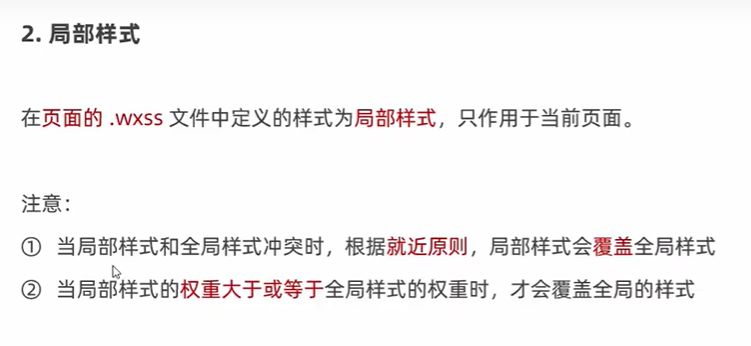 2. 局部样式
在页面的 .wxss 文件中定义的样式为局部样式，只作用于当前页面。
注意：
① 当局部样式和全局样式冲突时，根据就近原则，局部样式会覆盖全局样式
② 当局部样式的权重大于或等于全局样式的权重时，才会覆盖全局的样式